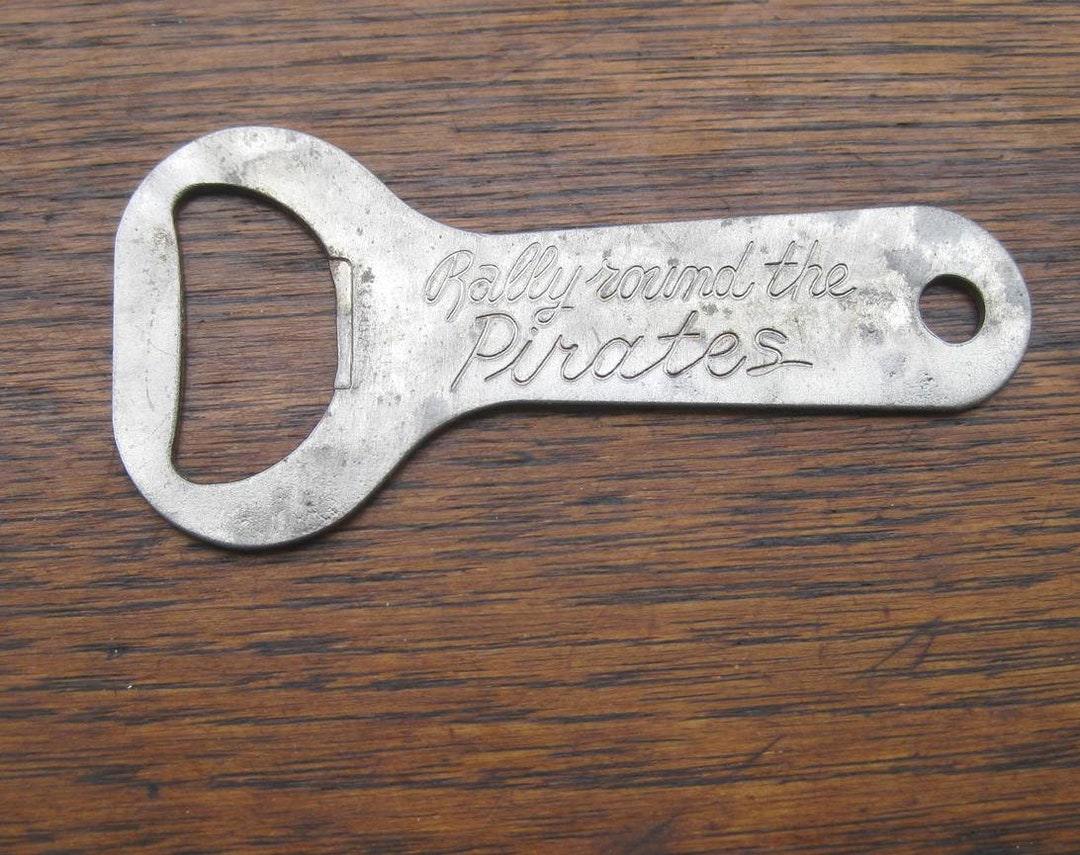 Rally round the
Pirates